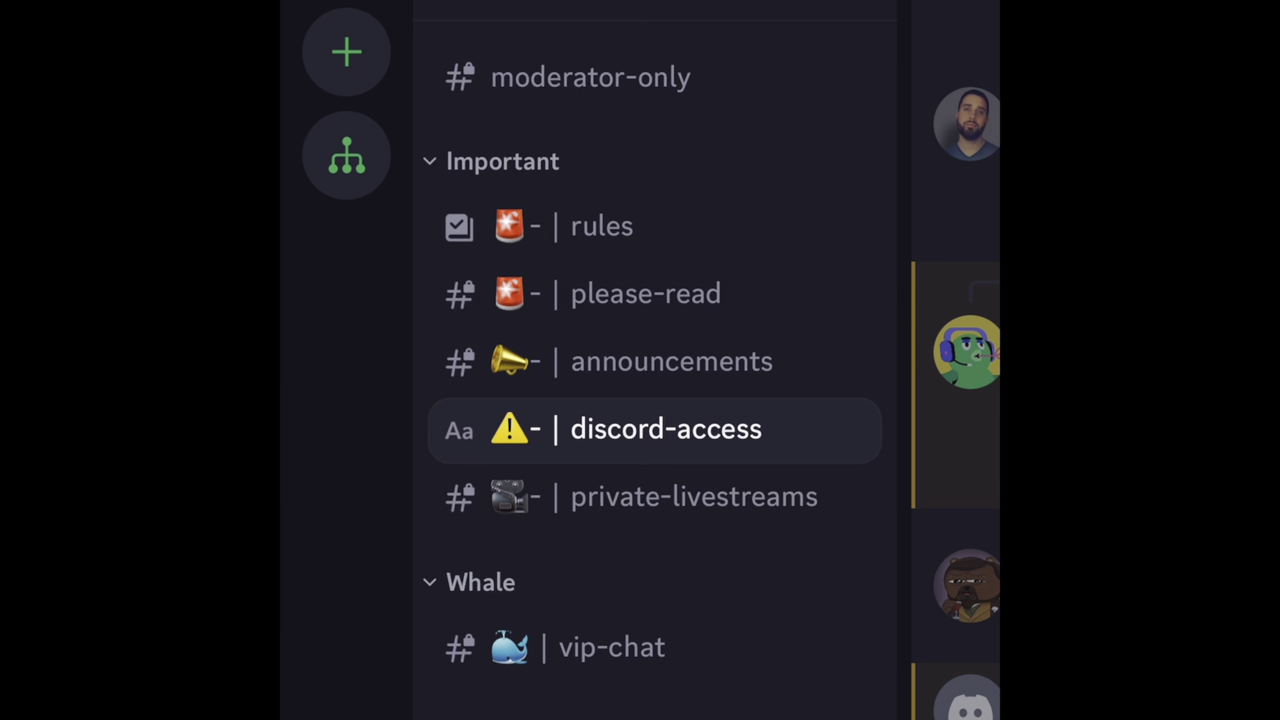 moderator-only
Important
🚨- | rules
🚨- | please-read
📣- | announcements
Aa ⚠️- | discord-access
🎥- | private-livestreams
Whale
🐳 | vip-chat